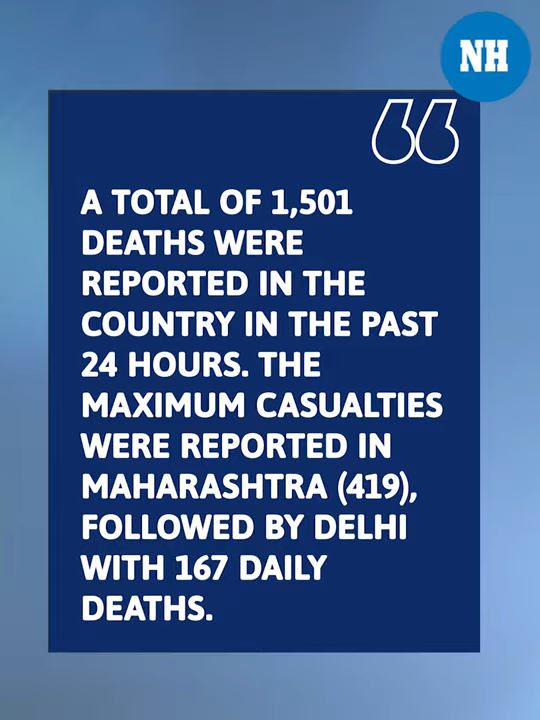 NH
A TOTAL OF 1,501
DEATHS WERE
REPORTED IN THE
COUNTRY IN THE PAST
24 HOURS. THE
MAXIMUM CASUALTIES
WERE REPORTED IN
MAHARASHTRA (419),
FOLLOWED BY DELHI
WITH 167 DAILY
DEATHS.